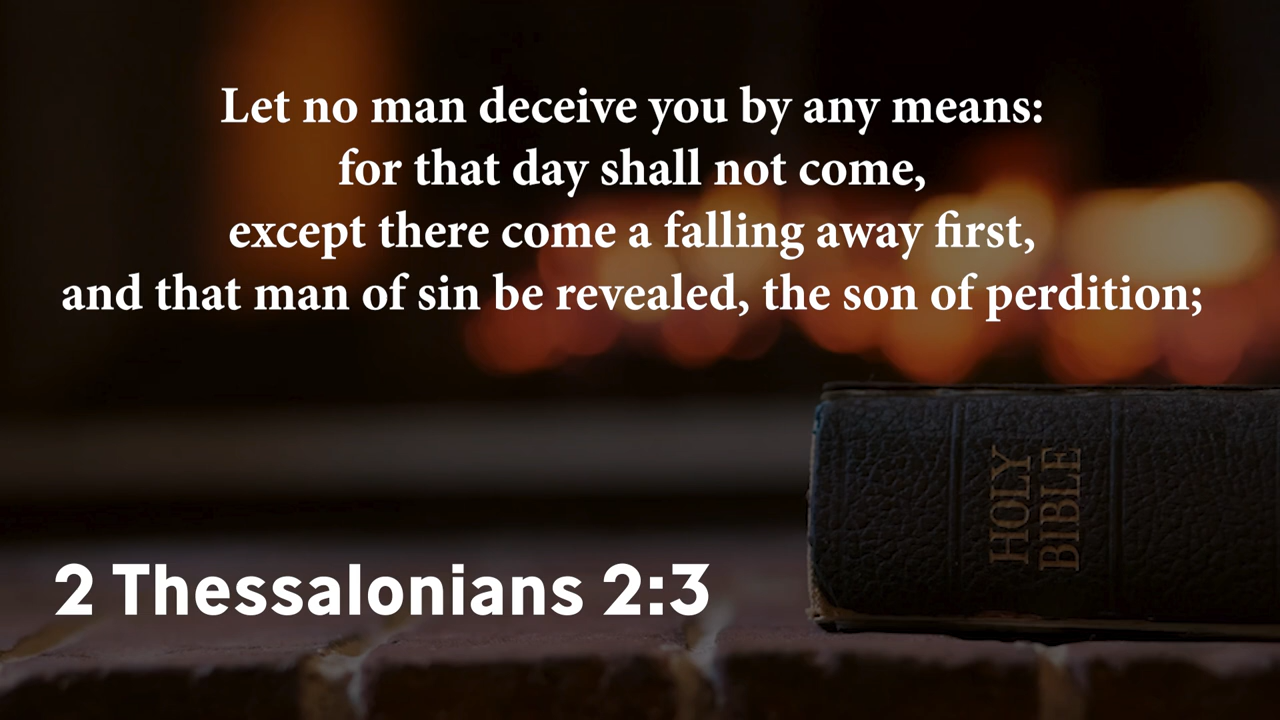 Let no man deceive you by any means:
for that day shall not come,
except there come a falling away first,
and that man of sin be revealed, the son of perdition;
HOLY
BIBLE
2 Thessalonians 2:3